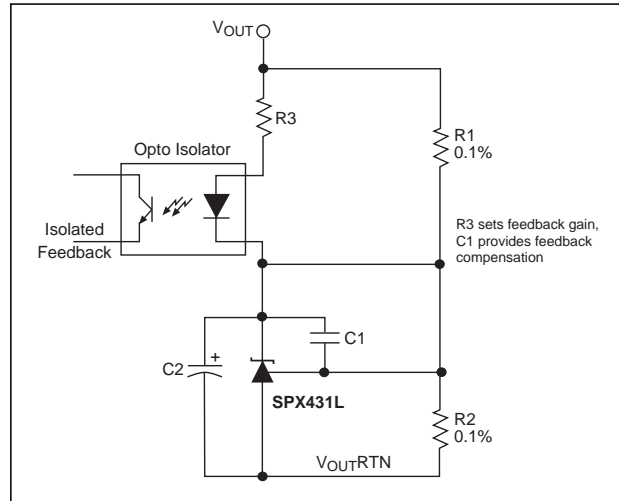 VOUT
R3
R1
0.1%
Opto Isolator
Isolated
Feedback
R3 sets feedback gain,
C1 provides feedback
compensation
C1
C2
+
SPX431L
R2
0.1%
VOUTRTN